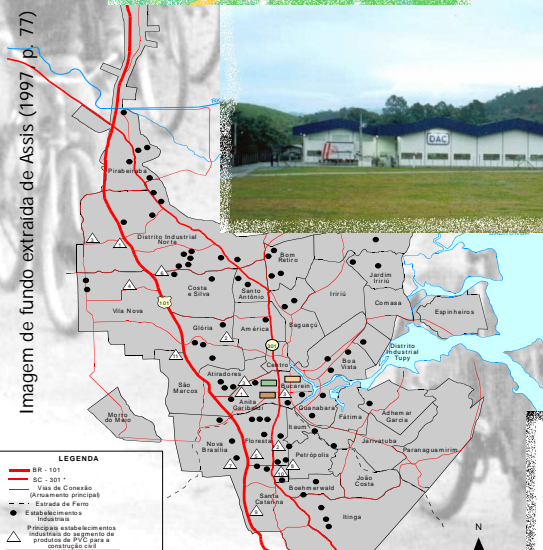 Imagem de fundo extraída de Assis (1997, p. 77)
DAC
Pirabeiraba
Distrito Industrial
Norte
Bom
Retiro
Jardim
Iririú
Costa
e Silva
Santo
Antônio
Iririú
Comasa
Espinheiros
Vila Nova
101
Glória
América
Saguaçu
301
Distrito
Industrial
Tupy
Boa
Vista
Centro
Atiradores
São
Marcos
Bucarein
Anita
Garibaldi
Guanabara
Fátima
Adhemar
Garcia
Morro
do Meio
Itaum
Nova
Brasília
Floresta
Jarivatuba
Petrópolis
Paranaguamirim
João
Costa
Boehmerwald
Santa
Catarina
Itinga
N
LEGENDA
BR - 101
SC - 301 *
Vias de Conexão
(Arruamento principal)
Estrada de Ferro
Estabelecimentos
Industriais
Principais estabelecimentos
industriais do segmento de
produtos de PVC para a
construção civil